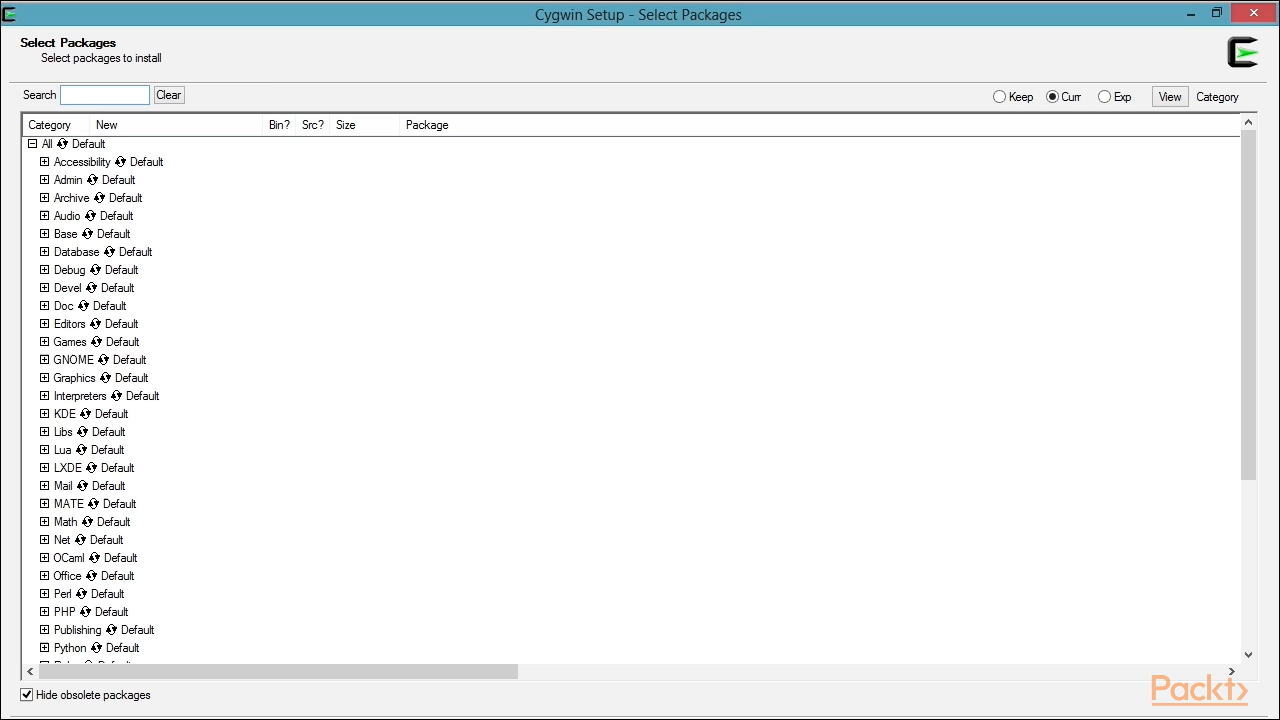 Cygwin Setup - Select Packages
Select Packages
Select packages to install
Search Clear Keep Curr Exp View Category
Category New Bin? Src? Size Package
All Default
Accessibility Default
Admin Default
Archive Default
Audio Default
Base Default
Database Default
Debug Default
Devel Default
Doc Default
Editors Default
Games Default
GNOME Default
Graphics Default
Interpreters Default
KDE Default
Libs Default
Lua Default
LXDE Default
Mail Default
MATE Default
Math Default
Net Default
OCaml Default
Office Default
Perl Default
PHP Default
Publishing Default
Python Default
Hide obsolete packages
Packt